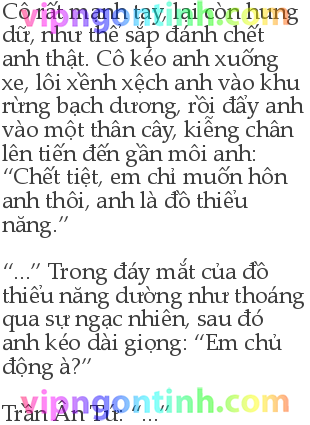 Cô rất mạnh tay, lại còn hung
dữ, như thể sắp đánh chết
anh thật. Cô kéo anh xuống
xe, lôi xềnh xệch anh vào khu
rừng bạch dương, rồi đẩy anh
vào một thân cây, kiễng chân
lên tiến đến gần môi anh:
“Chết tiệt, em chỉ muốn hôn
anh thôi, anh là đồ thiểu
năng.”
“...” Trong đáy mắt của đồ
thiểu năng dường như thoáng
qua sự ngạc nhiên, sau đó
anh kéo dài giọng: “Em chủ
động à?”
vipngontinh.com
Trần Ân Tứ: “...”
vipngontinh.com